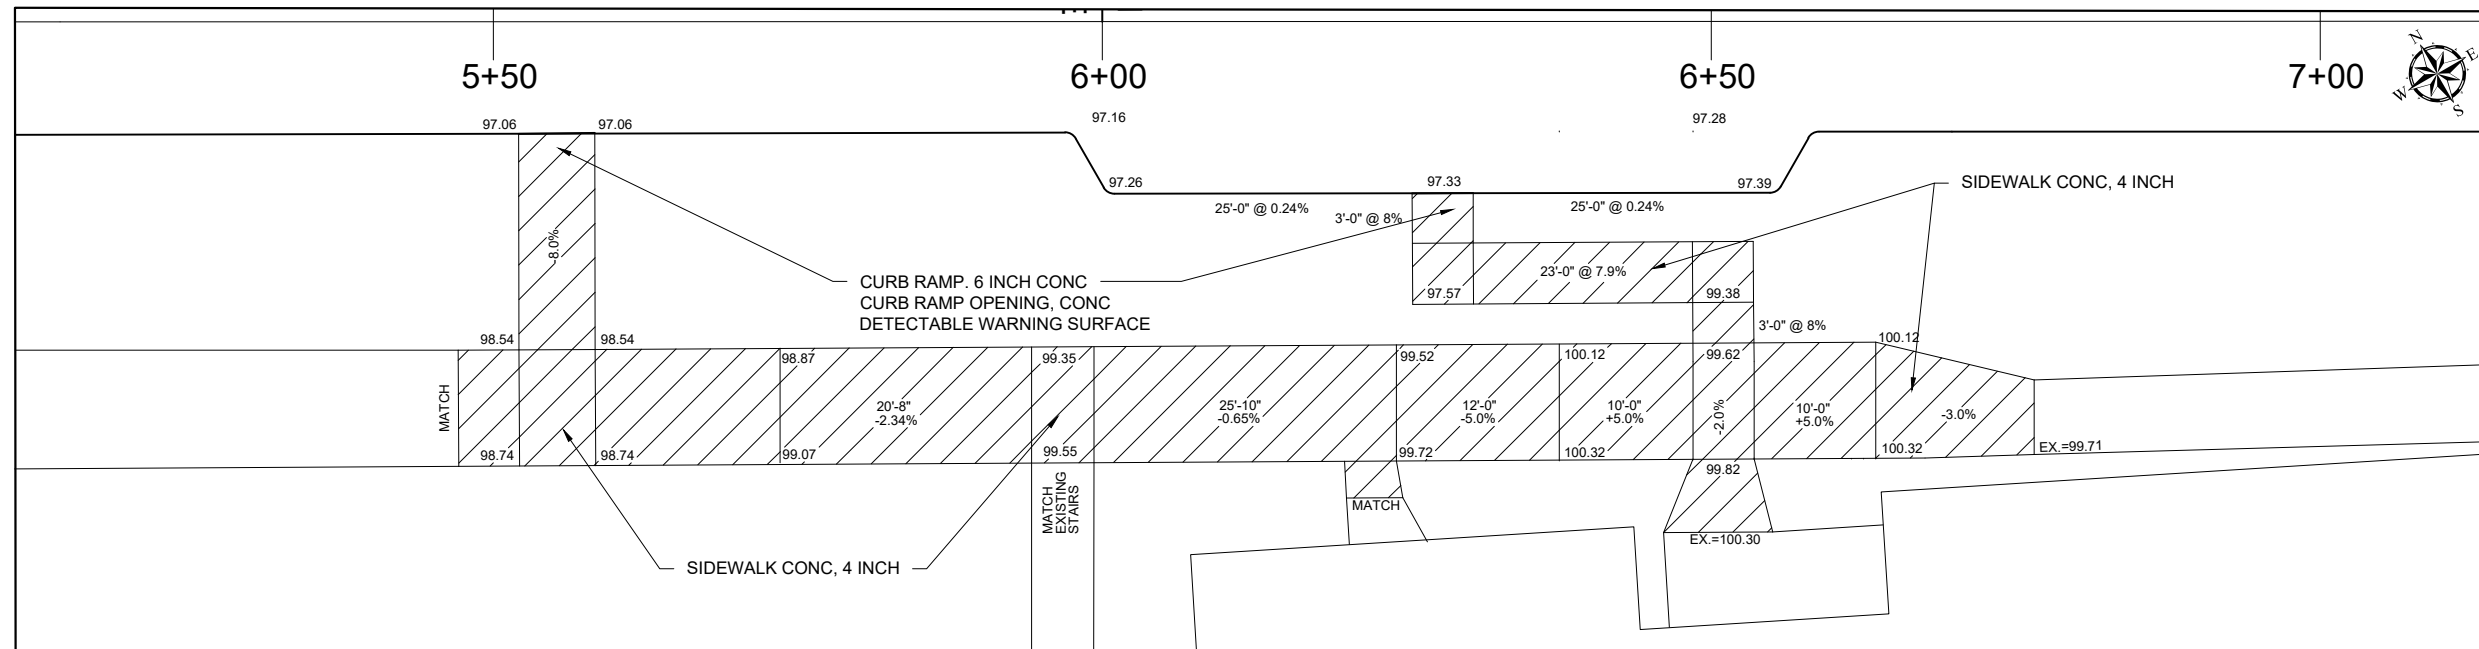 5+50
6+00
6+50
7+00
N
E
W
S
97.06
97.06
97.16
97.28
97.26
97.33
97.39
SIDEWALK CONC, 4 INCH
25'-0" @ 0.24%
3'-0" @ 8%
25'-0" @ 0.24%
-8.0%
CURB RAMP. 6 INCH CONC
CURB RAMP OPENING, CONC
DETECTABLE WARNING SURFACE
23'-0" @ 7.9%
97.57
99.38
3'-0" @ 8%
98.54
98.54
98.87
99.35
99.52
100.12
99.62
100.12
MATCH
20'-8"
-2.34%
25'-10"
-0.65%
12'-0"
-5.0%
10'-0"
+5.0%
-2.0%
10'-0"
+5.0%
-3.0%
98.74
98.74
99.07
99.55
99.72
100.32
99.82
100.32
EX.=99.71
MATCH
EXISTING
STAIRS
MATCH
EX.=100.30
SIDEWALK CONC, 4 INCH